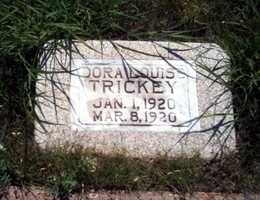 DORA LOUISE
TRICKEY
JAN. 1, 1920
MAR. 8, 1920